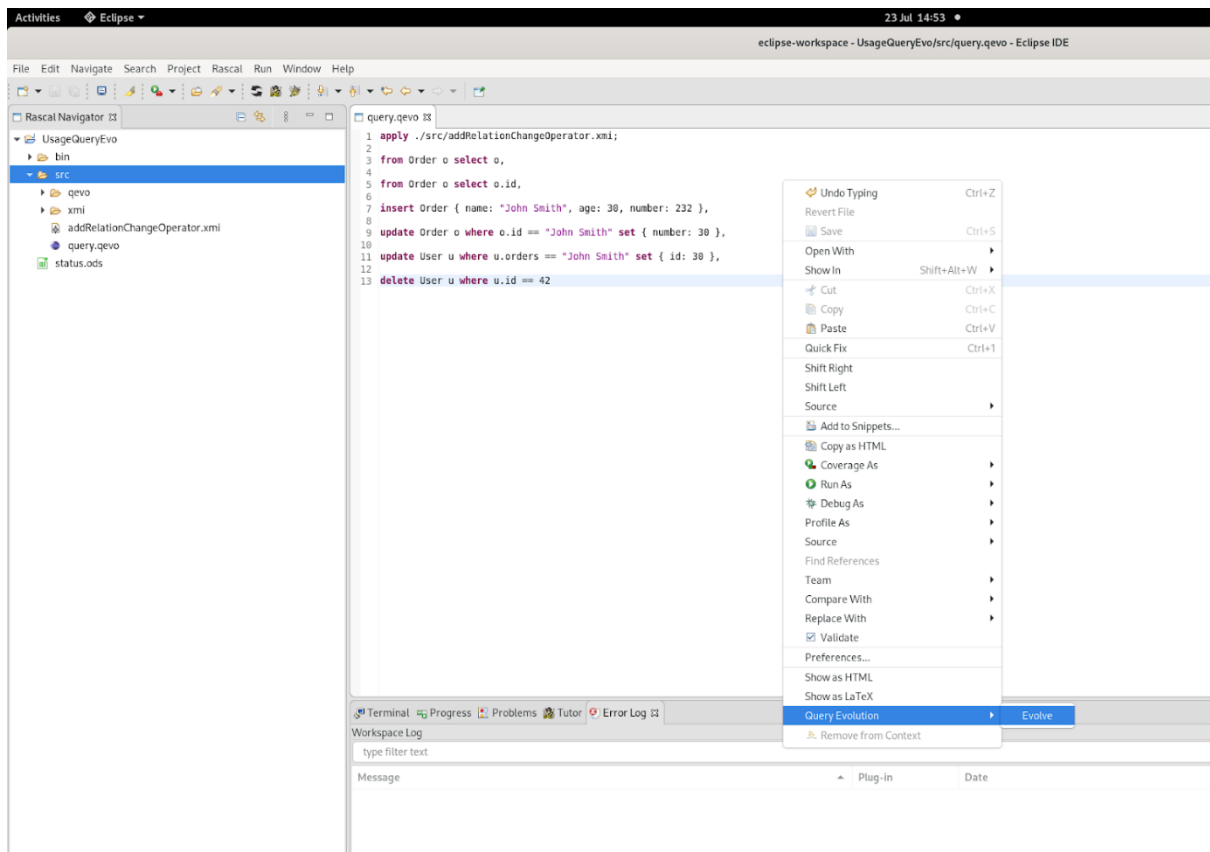 Activities Eclipse 23 Jul 14:53
eclipse-workspace - UsageQueryEvo/src/query.qevo - Eclipse IDE
File Edit Navigate Search Project Rascal Run Window Help
Rascal Navigator
UsageQueryEvo
bin
src
qevo
xmi
addRelationChangeOperator.xmi
query.qevo
status.ods
query.qevo
1 apply ./src/addRelationChangeOperator.xmi;
2
3 from Order o select o,
4
5 from Order o select o.id,
6
7 insert Order { name: "John Smith", age: 30, number: 232 },
8
9 update Order o where o.id == "John Smith" set { number: 30 },
10
11 update User u where u.orders == "John Smith" set { id: 30 },
12
13 delete User u where u.id == 42
Undo Typing Ctrl+Z
Revert File
Save Ctrl+S
Open With
Show In Shift+Alt+W
Cut Ctrl+X
Copy Ctrl+C
Paste Ctrl+V
Quick Fix Ctrl+1
Shift Right
Shift Left
Source
Add to Snippets...
Copy as HTML
Coverage As
Run As
Debug As
Profile As
Source
Find References
Team
Compare With
Replace With
Validate
Preferences...
Show as HTML
Show as LaTeX
Query Evolution Evolve
Remove from Context
Terminal Progress Problems Tutor Error Log
Workspace Log
type filter text
Message Plug-in Date